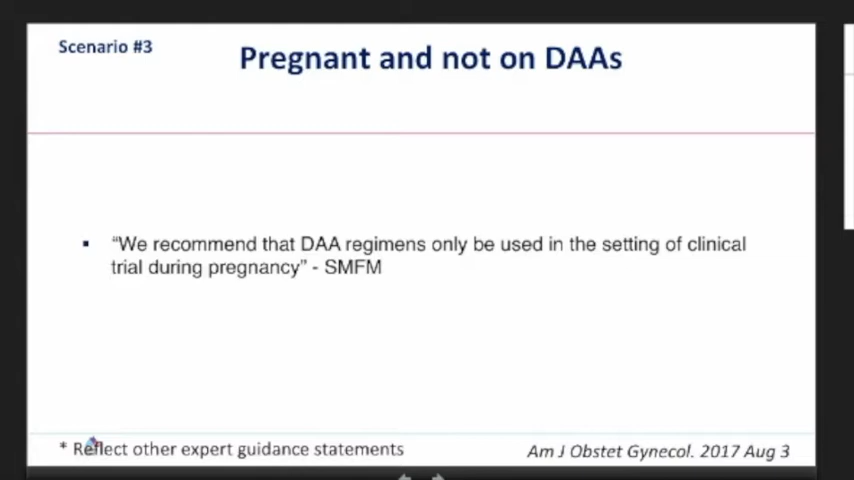 Scenario #3
Pregnant and not on DAAs
▪ “We recommend that DAA regimens only be used in the setting of clinical
trial during pregnancy” - SMFM
* Reflect other expert guidance statements
Am J Obstet Gynecol. 2017 Aug 3